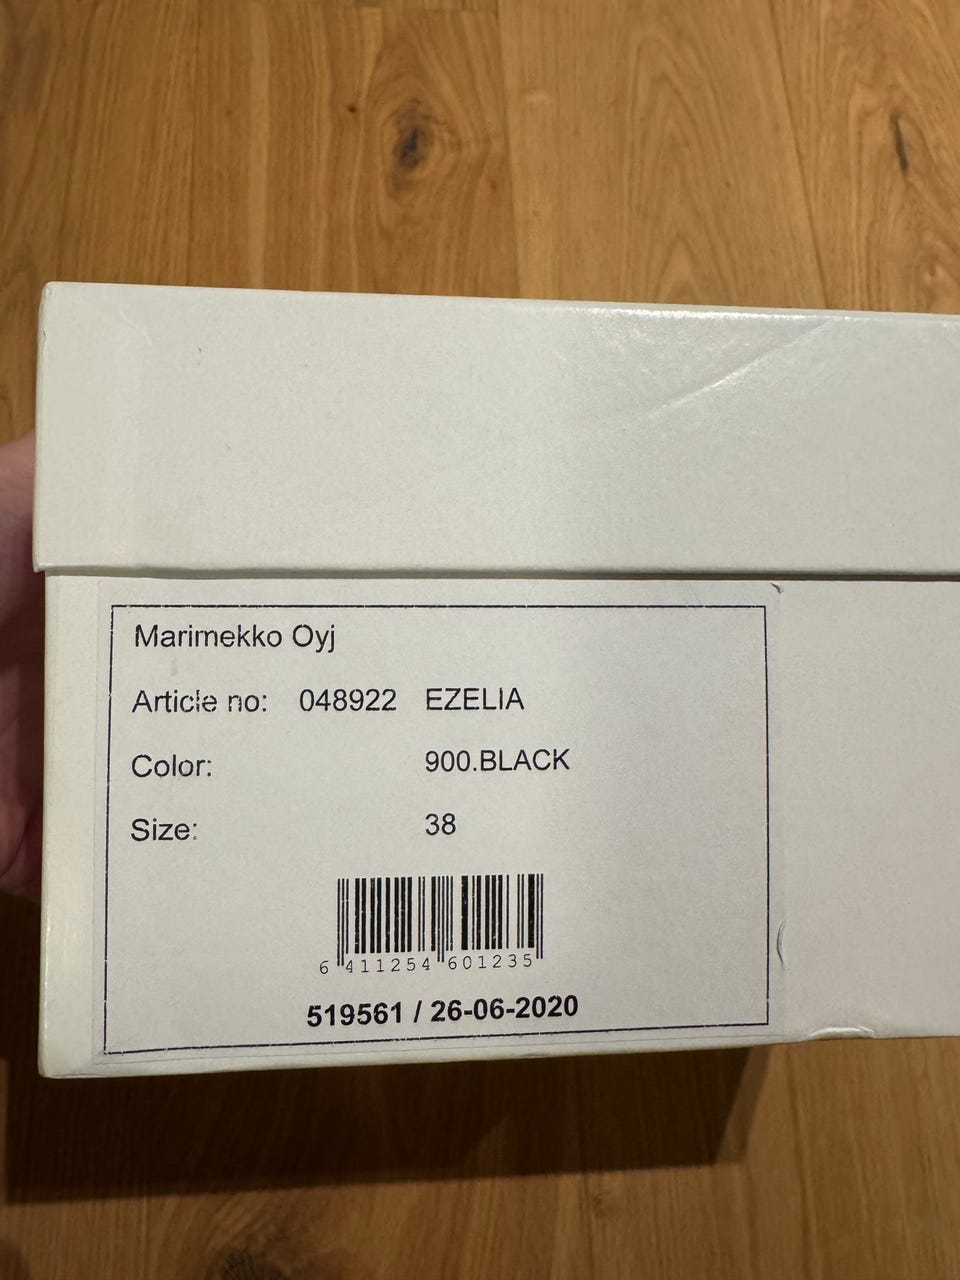 Marimekko Oyj
Article no: 048922 EZELIA
Color: 900.BLACK
Size: 38
6 411254 601235
519561 / 26-06-2020